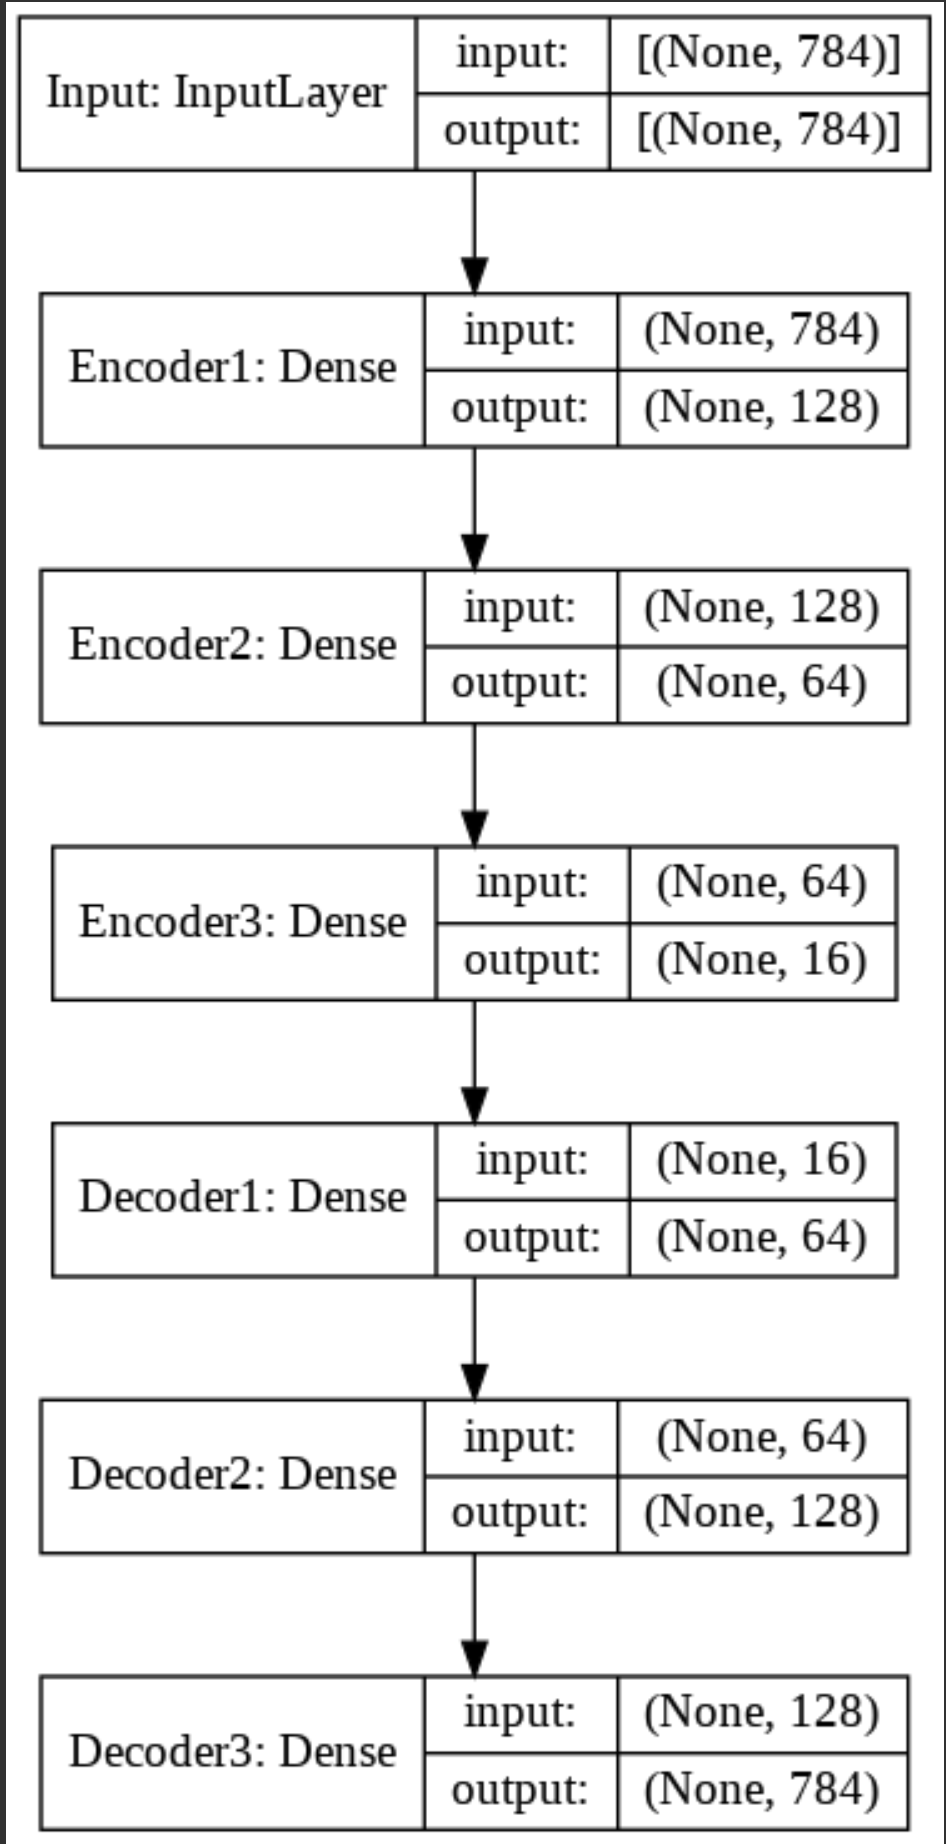 Input: InputLayer
input:
[(None, 784)]
output:
[(None, 784)]
Encoder1: Dense
input:
(None, 784)
output:
(None, 128)
Encoder2: Dense
input:
(None, 128)
output:
(None, 64)
Encoder3: Dense
input:
(None, 64)
output:
(None, 16)
Decoder1: Dense
input:
(None, 16)
output:
(None, 64)
Decoder2: Dense
input:
(None, 64)
output:
(None, 128)
Decoder3: Dense
input:
(None, 128)
output:
(None, 784)